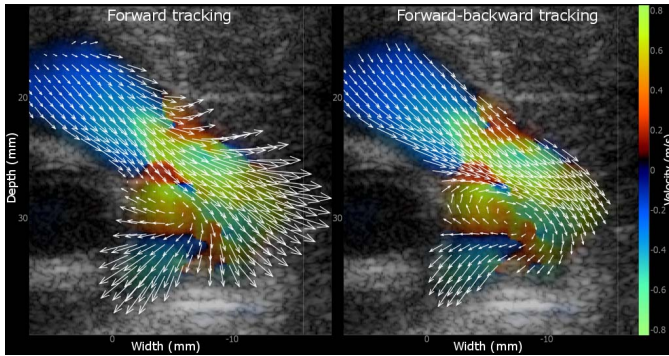 Forward tracking
Forward-backward tracking
0.8
0.6
0.4
0.2
0
-0.2
-0.4
-0.6
-0.8
Velocity m/s
Depth (mm)
20
30
20
30
0
-10
0
-10
Width (mm)
Width (mm)